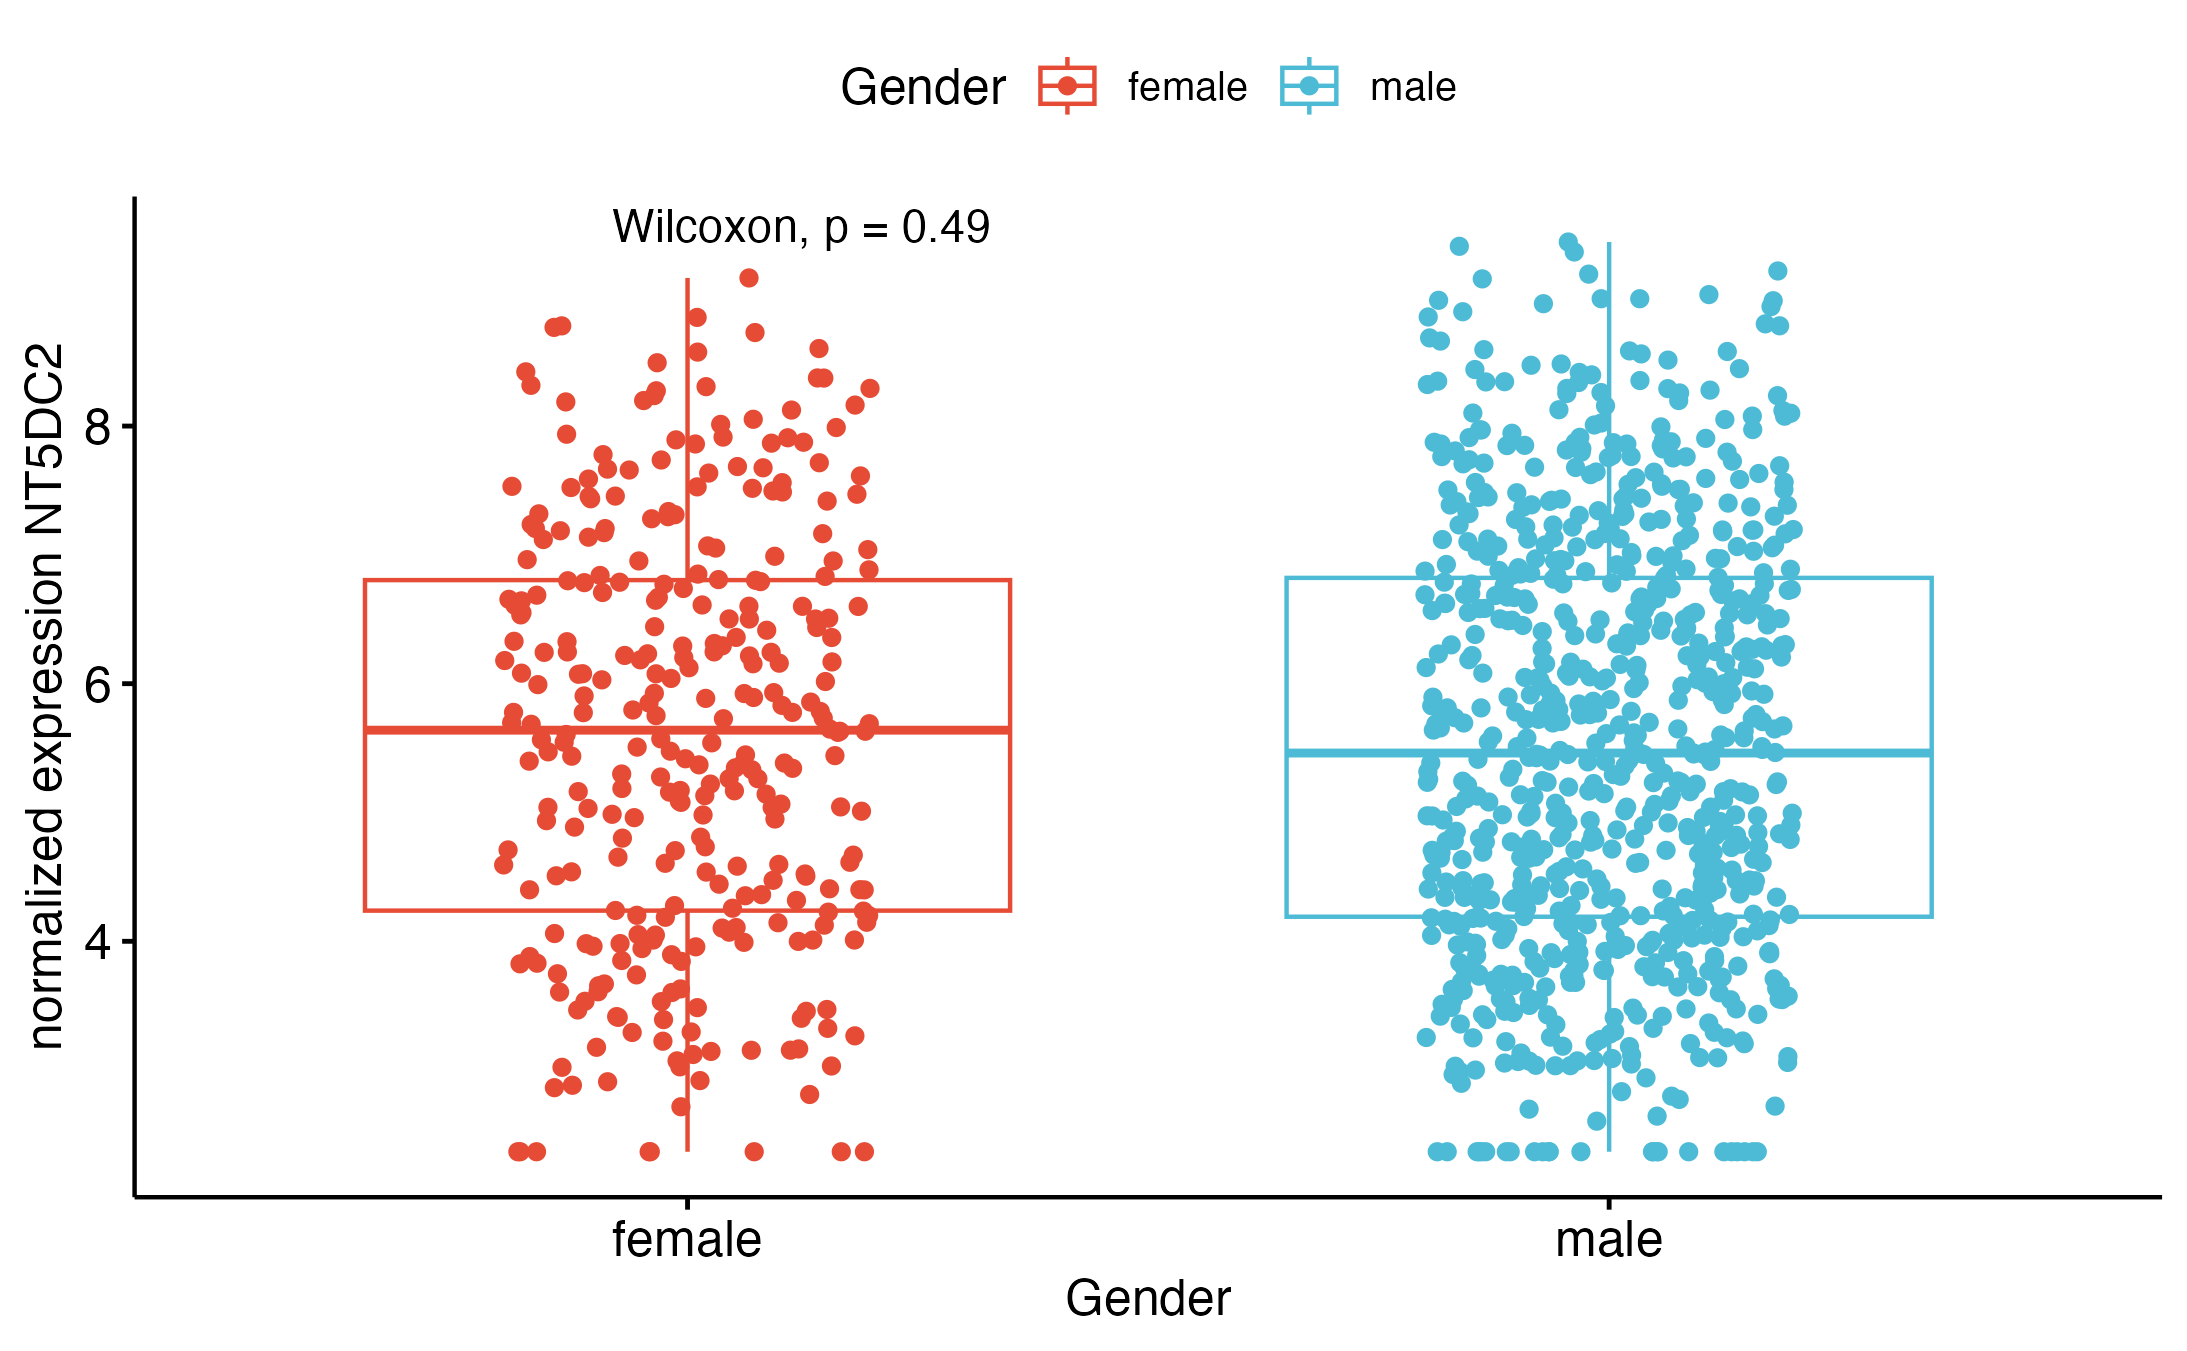 Gender female male
Wilcoxon, p = 0.49
normalized expression NT5DC2
8
6
4
female male
Gender